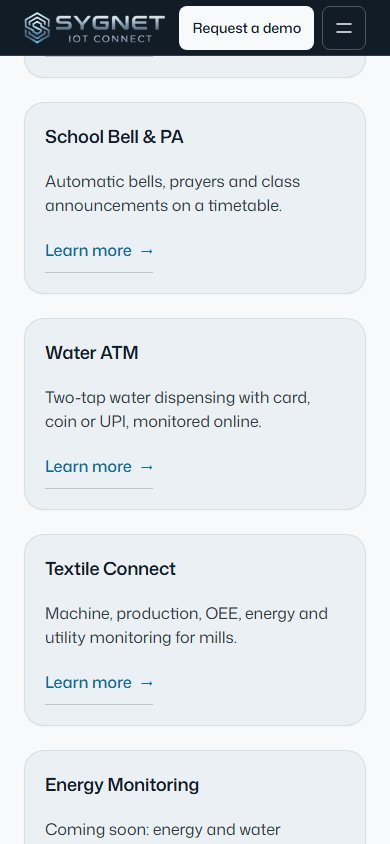 SYGNET
IOT CONNECT
Request a demo
School Bell & PA
Automatic bells, prayers and class
announcements on a timetable.
Learn more →
Water ATM
Two-tap water dispensing with card,
coin or UPI, monitored online.
Learn more →
Textile Connect
Machine, production, OEE, energy and
utility monitoring for mills.
Learn more →
Energy Monitoring
Coming soon: energy and water